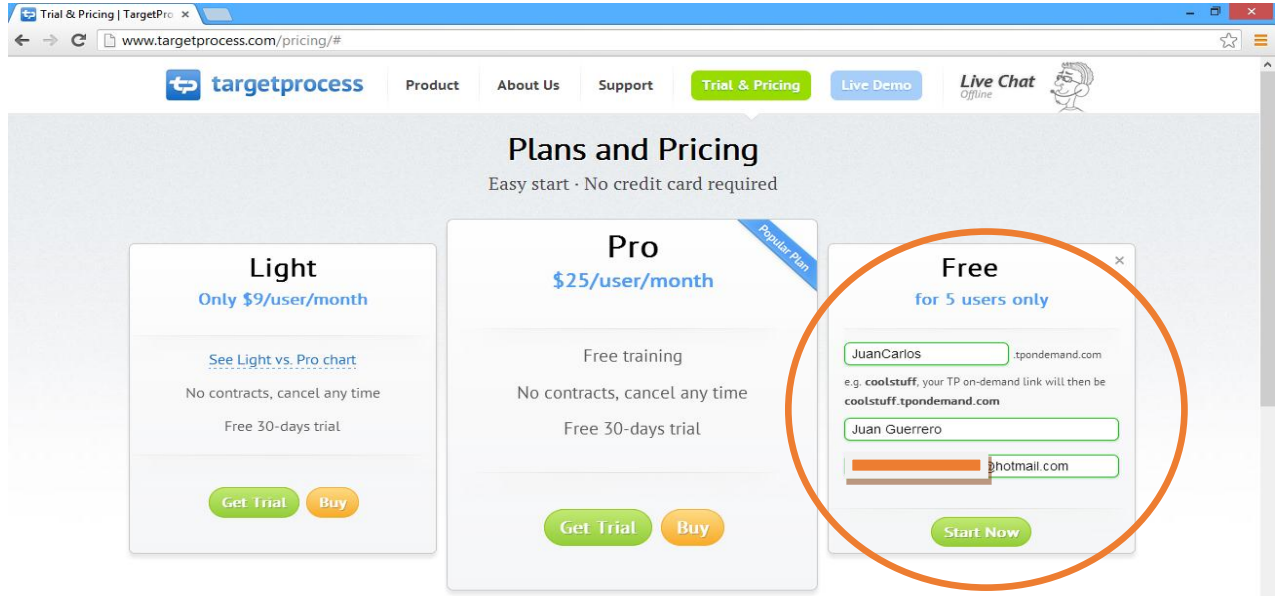 Trial & Pricing | TargetPro
www.targetprocess.com/pricing/#
targetprocess
Product
About Us
Support
Trial & Pricing
Live Demo
Live Chat
Offline
Plans and Pricing
Easy start · No credit card required
Light
Only $9/user/month
See Light vs. Pro chart
No contracts, cancel any time
Free 30-days trial
Get Trial
Buy
Popular Plan
Pro
$25/user/month
Free training
No contracts, cancel any time
Free 30-days trial
Get Trial
Buy
Free
for 5 users only
JuanCarlos .tpondemand.com
e.g. coolstuff, your TP on-demand link will then be
coolstuff.tpondemand.com
Juan Guerrero
@hotmail.com
Start Now